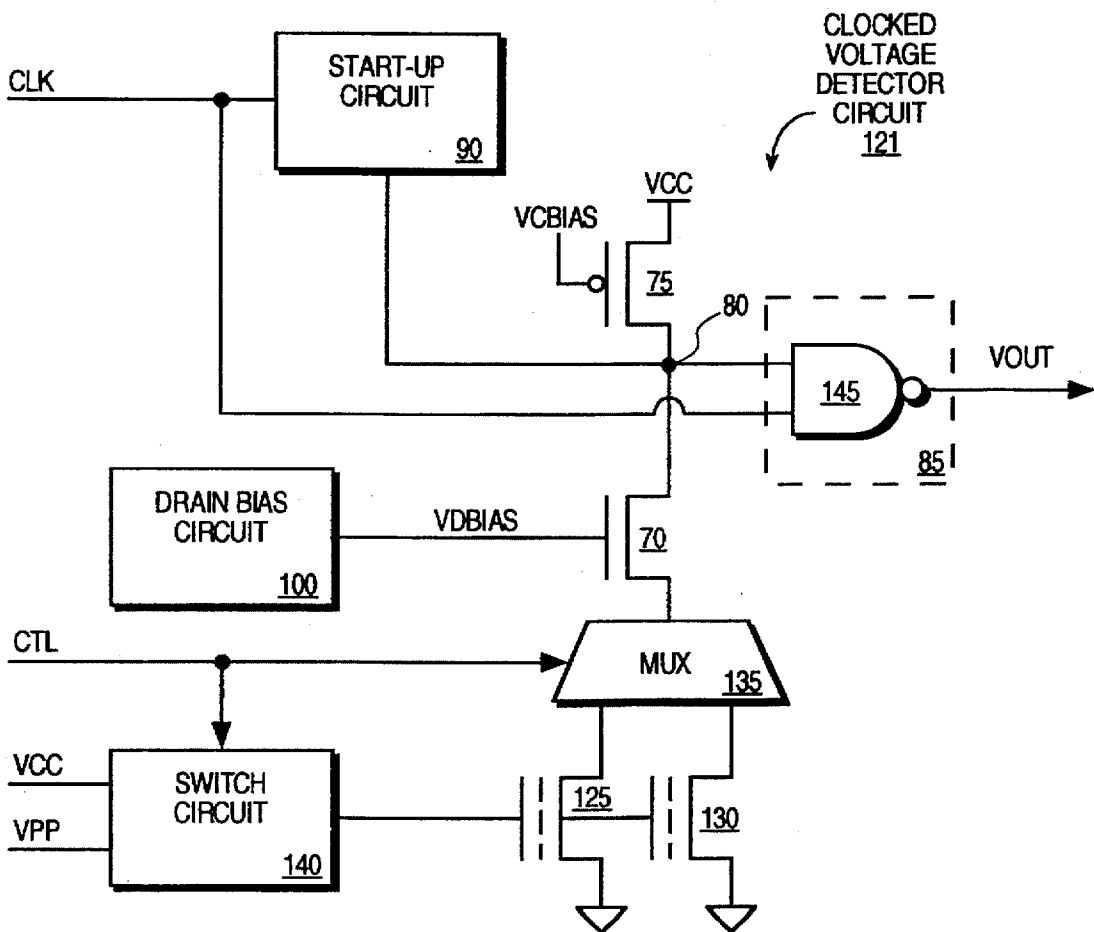 CLOCKED
VOLTAGE
DETECTOR
CIRCUIT
121
CLK
START-UP
CIRCUIT
90
VCC
VCBIAS
75
80
145
VOUT
85
DRAIN BIAS
CIRCUIT
100
VDBIAS
70
CTL
MUX
135
VCC
VPP
SWITCH
CIRCUIT
140
125
130